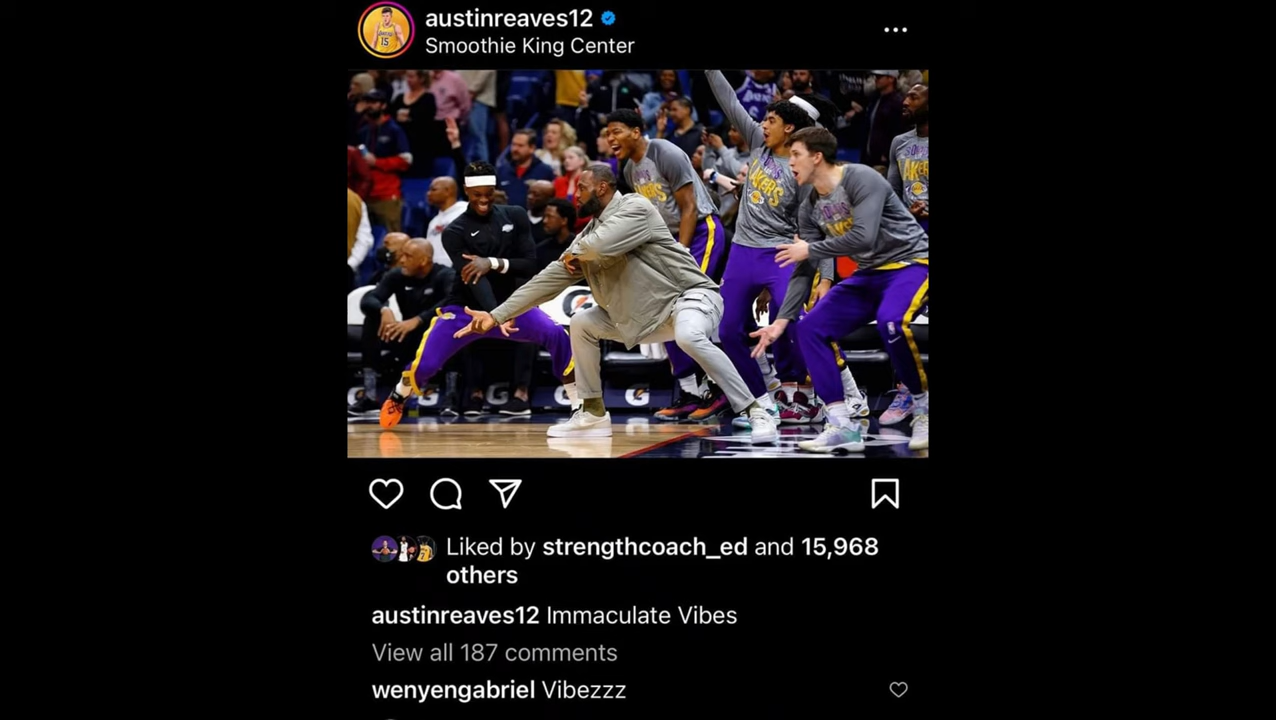 austinreaves12
Smoothie King Center
LAKERS
G
G
G
G
Liked by strengthcoach_ed and 15,968
others
austinreaves12 Immaculate Vibes
View all 187 comments
wenyengabriel Vibezzz